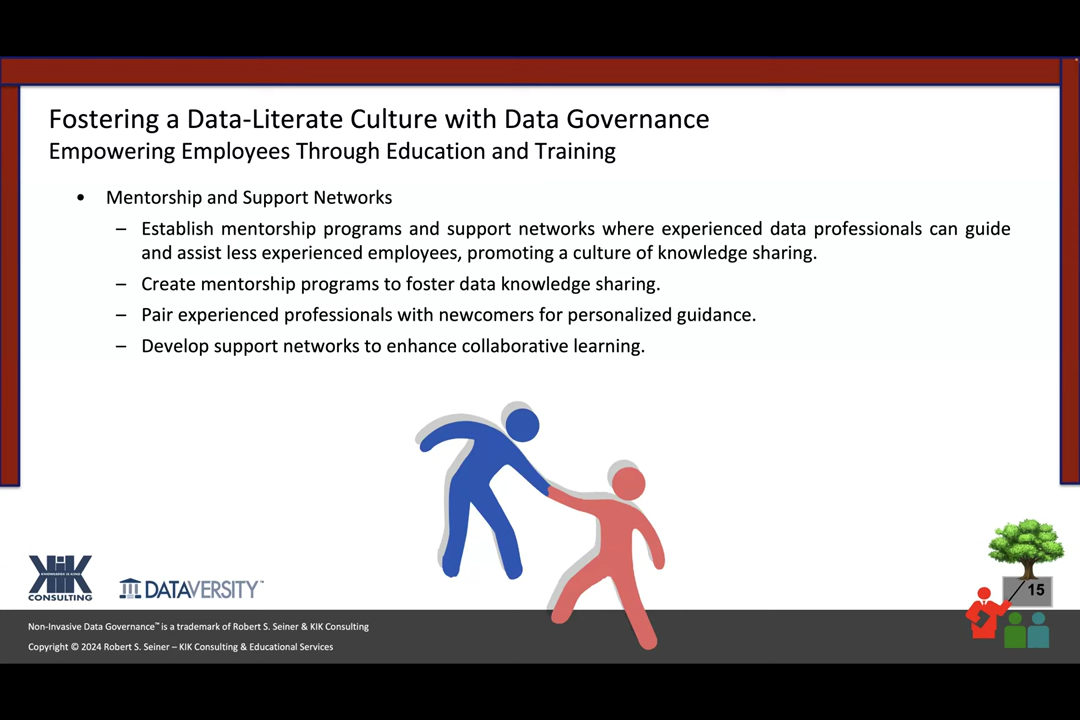 Fostering a Data-Literate Culture with Data Governance
Empowering Employees Through Education and Training
• Mentorship and Support Networks
– Establish mentorship programs and support networks where experienced data professionals can guide
and assist less experienced employees, promoting a culture of knowledge sharing.
– Create mentorship programs to foster data knowledge sharing.
– Pair experienced professionals with newcomers for personalized guidance.
– Develop support networks to enhance collaborative learning.
KIK
KNOWLEDGE IS KING
CONSULTING
DATAVERSITY™
15
Non-Invasive Data Governance™ is a trademark of Robert S. Seiner & KIK Consulting
Copyright © 2024 Robert S. Seiner – KIK Consulting & Educational Services